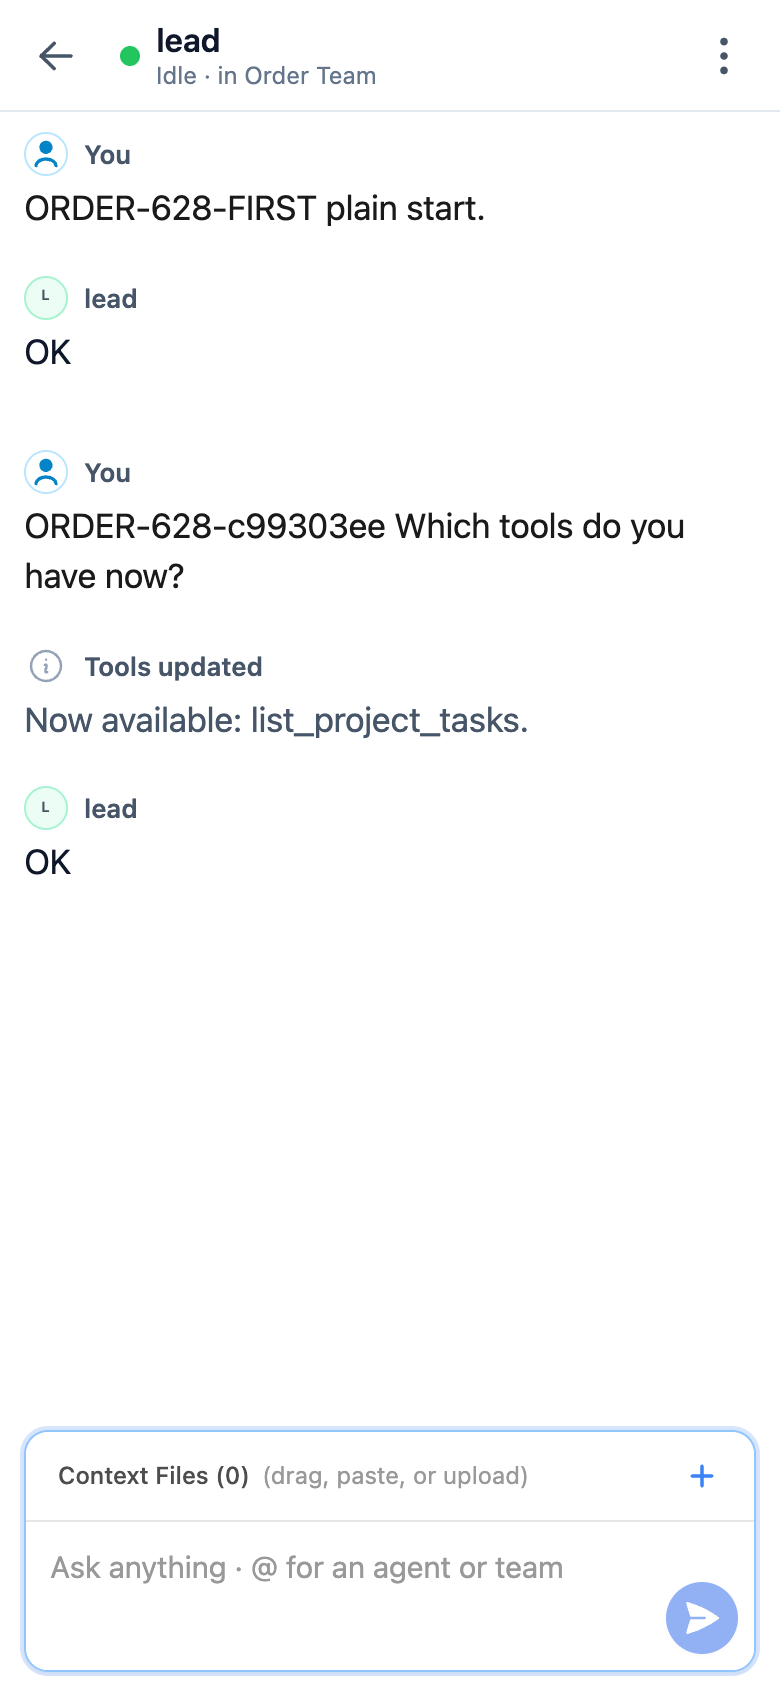 lead
Idle · in Order Team
You
ORDER-628-FIRST plain start.
L
lead
OK
You
ORDER-628-c99303ee Which tools do you
have now?
Tools updated
Now available: list_project_tasks.
L
lead
OK
Context Files (0) (drag, paste, or upload)
Ask anything · @ for an agent or team